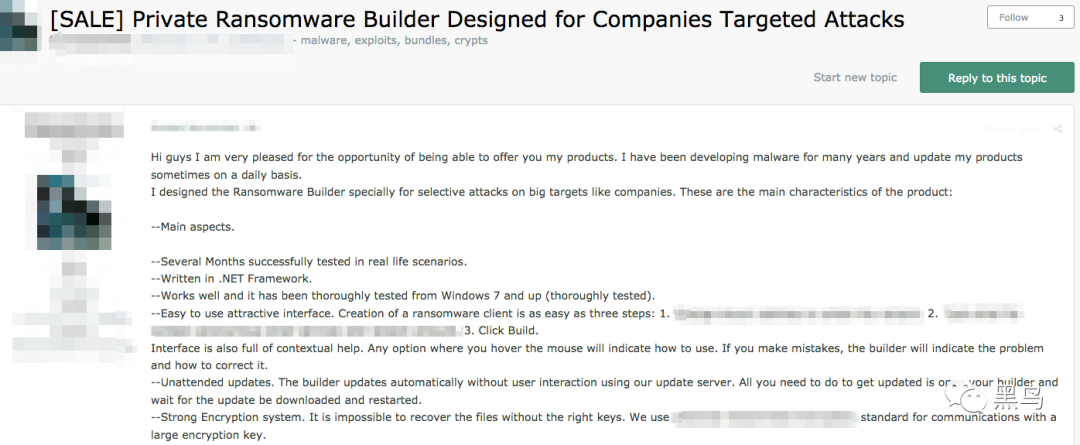 [SALE] Private Ransomware Builder Designed for Companies Targeted Attacks
Follow 3
- malware, exploits, bundles, crypts
Start new topic
Reply to this topic
Hi guys I am very pleased for the opportunity of being able to offer you my products. I have been developing malware for many years and update my products
sometimes on a daily basis.
I designed the Ransomware Builder specially for selective attacks on big targets like companies. These are the main characteristics of the product:
--Main aspects.
--Several Months successfully tested in real life scenarios.
--Written in .NET Framework.
--Works well and it has been thoroughly tested from Windows 7 and up (thoroughly tested).
--Easy to use attractive interface. Creation of a ransomware client is as easy as three steps: 1. 2.
3. Click Build.
Interface is also full of contextual help. Any option where you hover the mouse will indicate how to use. If you make mistakes, the builder will indicate the problem
and how to correct it.
--Unattended updates. The builder updates automatically without user interaction using our update server. All you need to do to get updated is open your builder and
wait for the update be downloaded and restarted.
黑鸟
--Strong Encryption system. It is impossible to recover the files without the right keys. We use standard for communications with a
large encryption key.